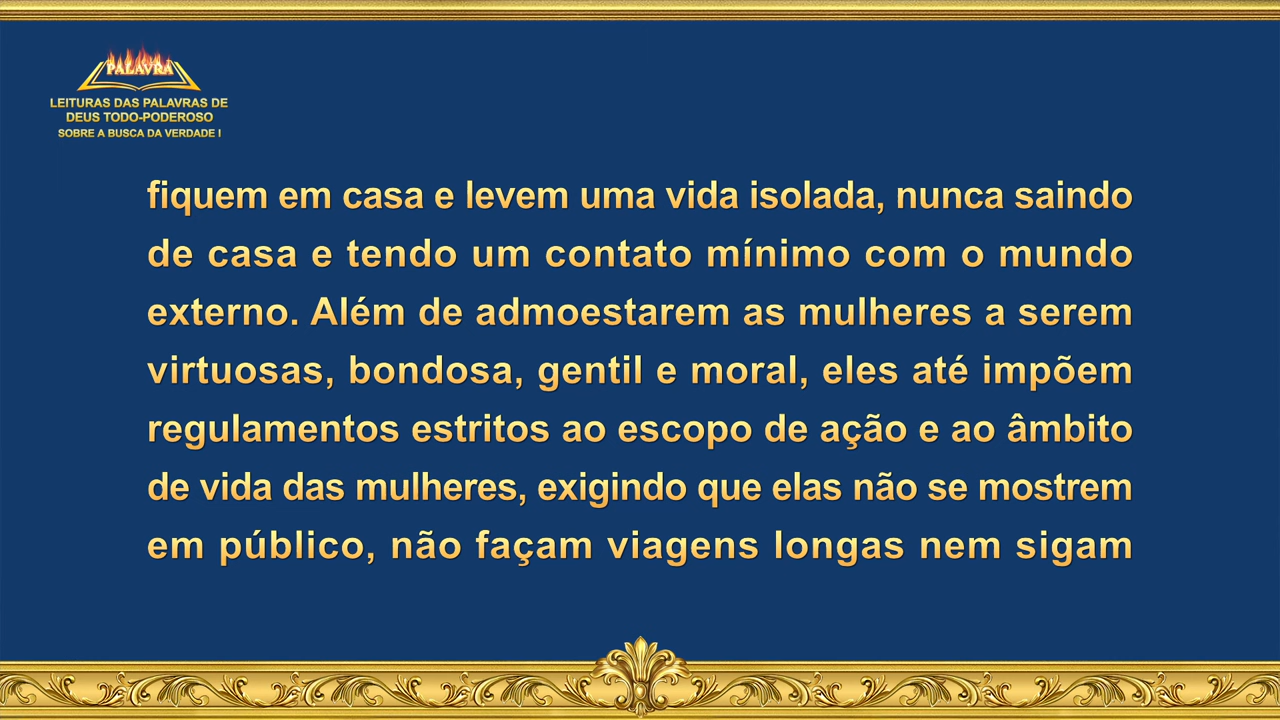 PALAVRA
LEITURAS DAS PALAVRAS DE
DEUS TODO-PODEROSO
SOBRE A BUSCA DA VERDADE I
fiquem em casa e levem uma vida isolada, nunca saindo
de casa e tendo um contato mínimo com o mundo
externo. Além de admoestarem as mulheres a serem
virtuosas, bondosa, gentil e moral, eles até impõem
regulamentos estritos ao escopo de ação e ao âmbito
de vida das mulheres, exigindo que elas não se mostrem
em público, não façam viagens longas nem sigam